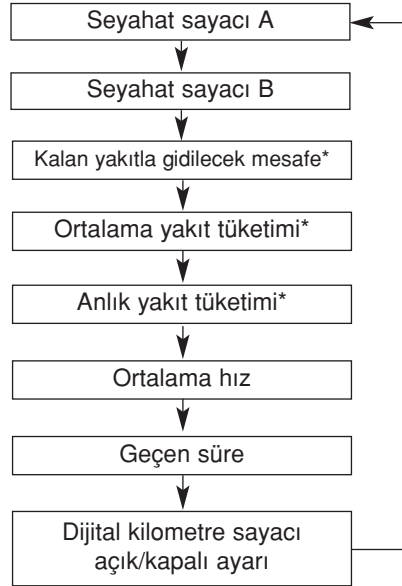 Seyahat sayacı A
Seyahat sayacı B
Kalan yakıtla gidilecek mesafe*
Ortalama yakıt tüketimi*
Anlık yakıt tüketimi*
Ortalama hız
Geçen süre
Dijital kilometre sayacı
açık/kapalı ayarı